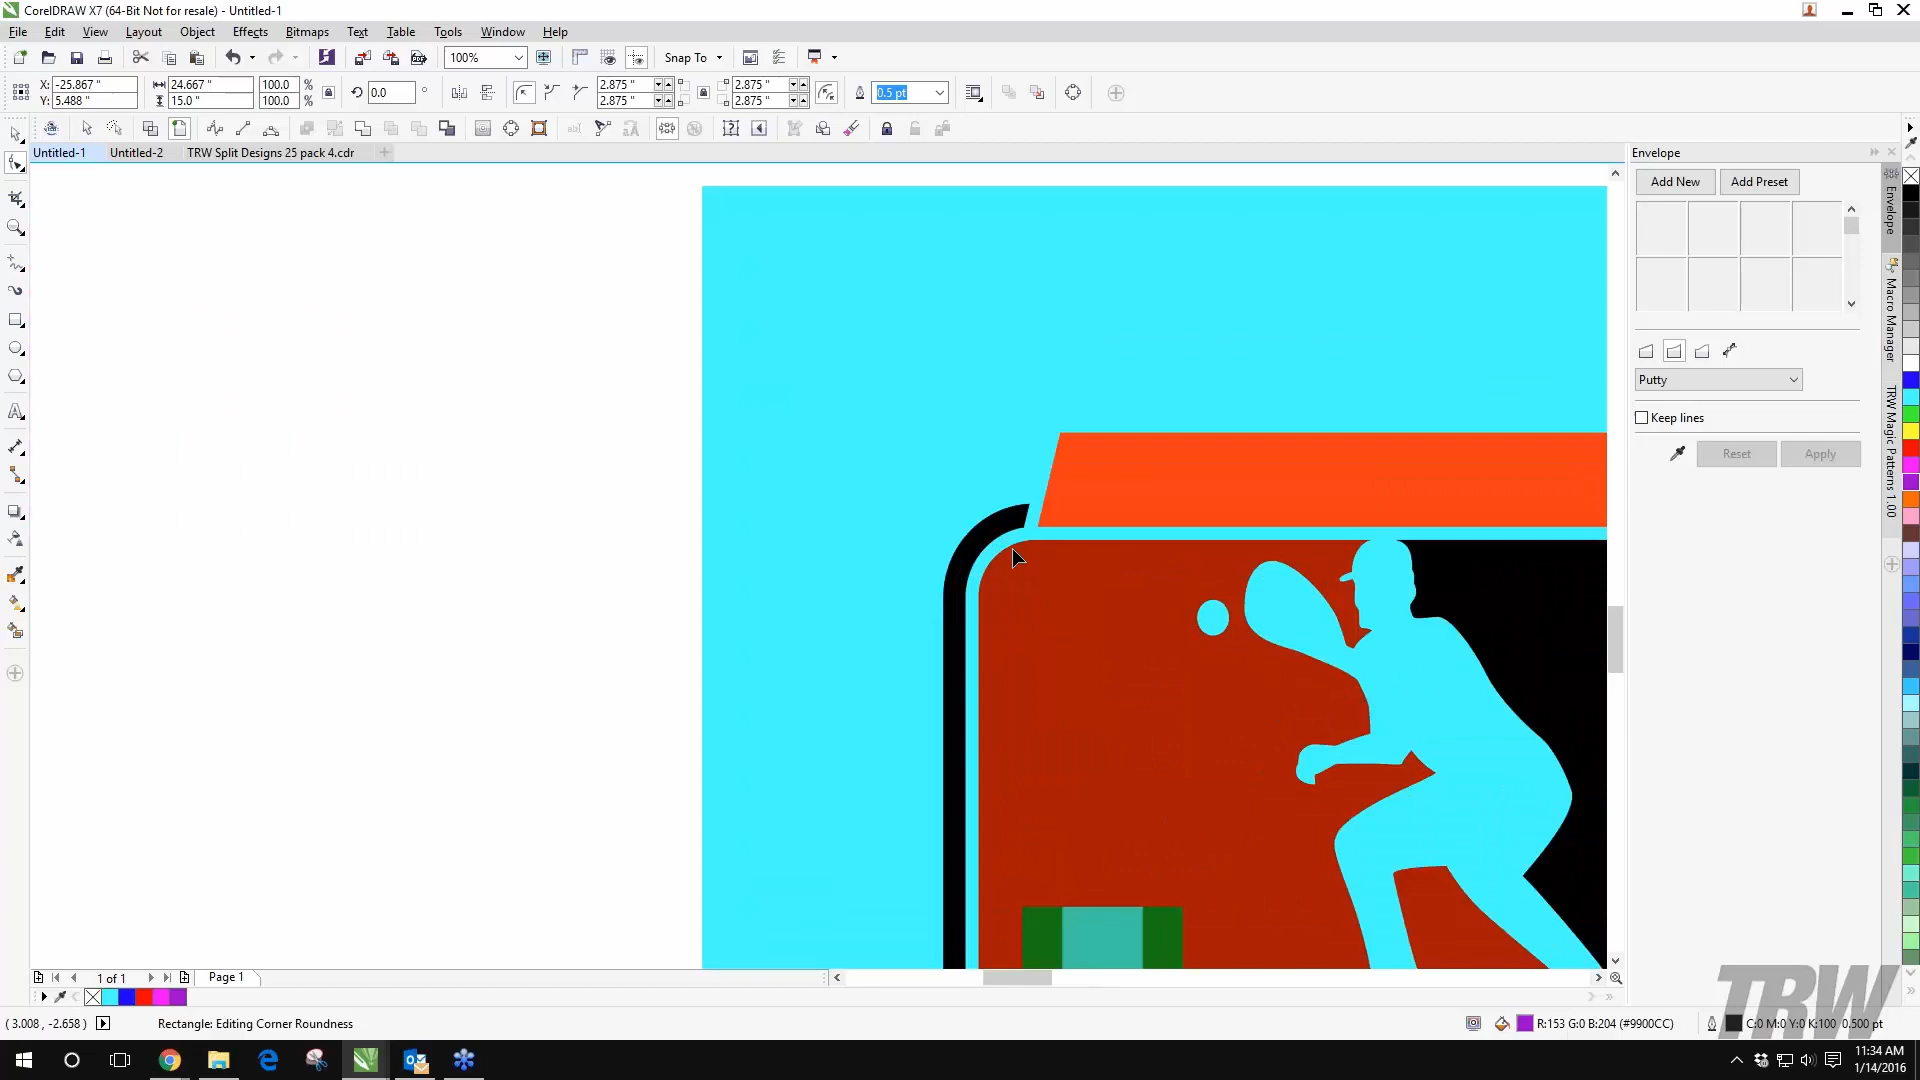 CorelDRAW X7 (64-Bit Not for resale) - Untitled-1
File Edit View Layout Object Effects Bitmaps Text Table Tools Window Help
100% Snap To
X: -25.867 " 24.667 " 100.0 % 0.0 ° 2.875 " 2.875 " 0.5 pt
Y: 5.488 " 15.0 " 100.0 % 2.875 " 2.875 "
Untitled-1 Untitled-2 TRW Split Designs 25 pack 4.cdr
Envelope
Add New Add Preset
Putty
Keep lines
Reset Apply
Envelope
Macro Manager
TRW Magic Patterns 1.00
1 of 1 Page 1
( 3.008 , -2.658 ) Rectangle: Editing Corner Roundness R:153 G:0 B:204 (#9900CC) C:0 M:0 Y:0 K:100 0.500 pt
TRW
11:34 AM
1/14/2016